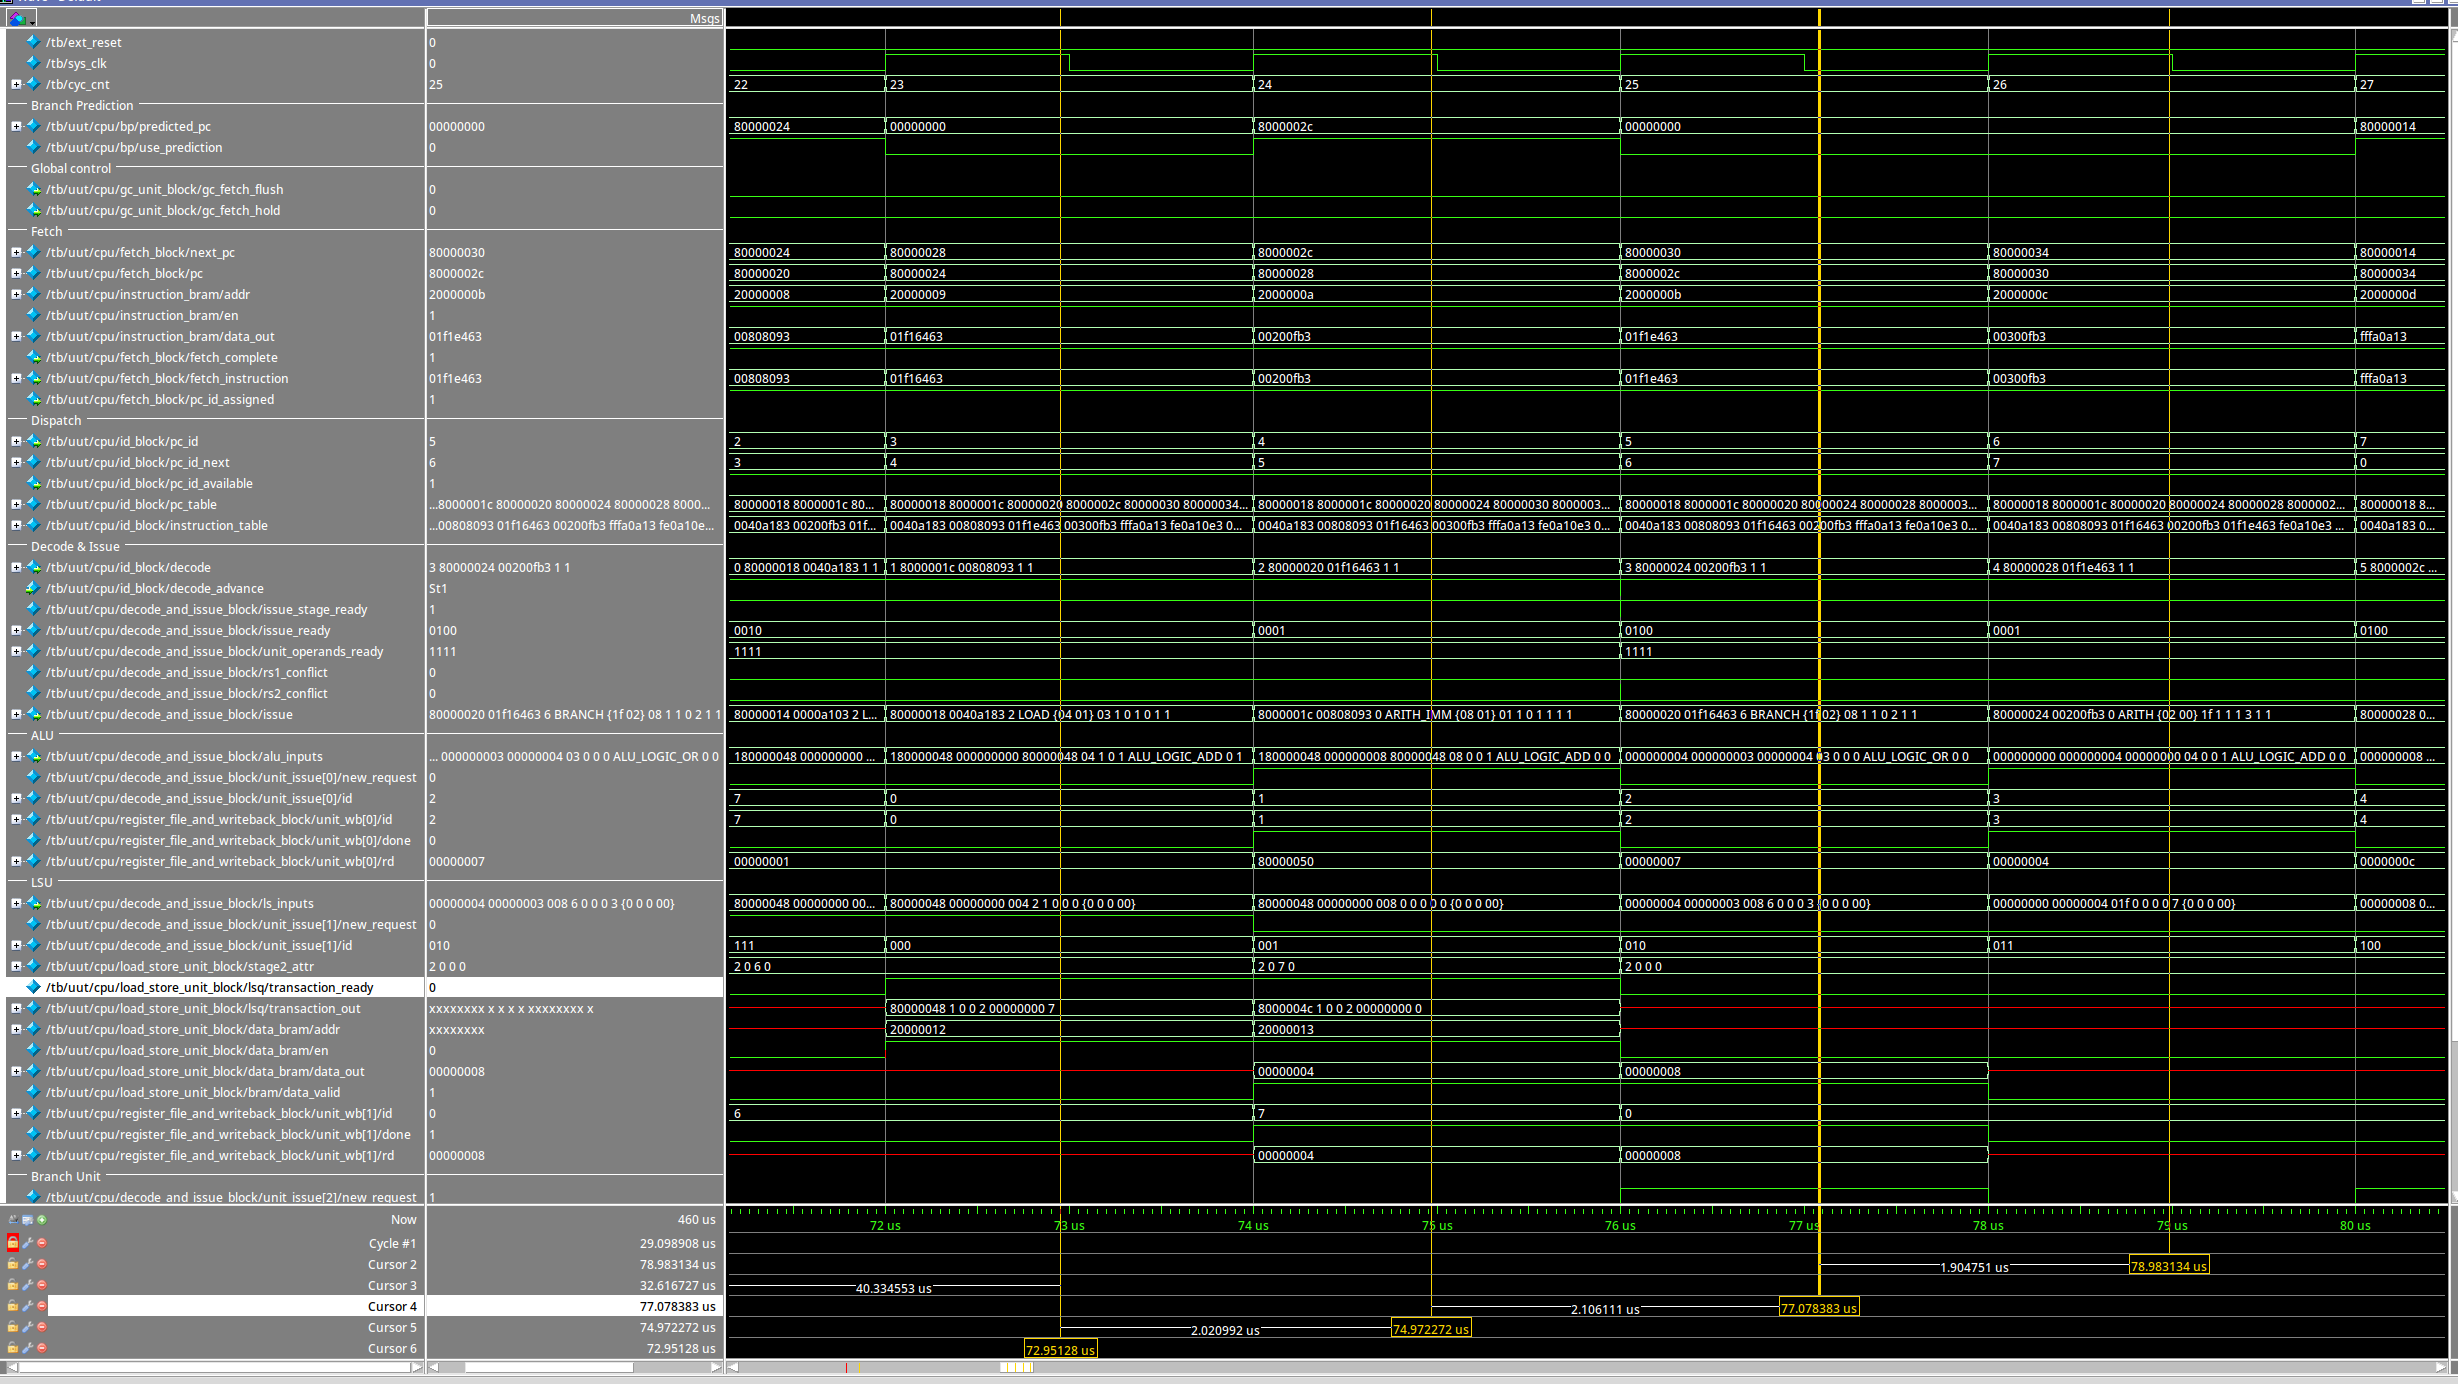 Msgs
/tb/ext_reset 0
/tb/sys_clk 0
/tb/cyc_cnt 25 22 23 24 25 26 27
Branch Prediction
/tb/uut/cpu/bp/predicted_pc 00000000 80000024 00000000 8000002c 00000000 80000014
/tb/uut/cpu/bp/use_prediction 0
Global control
/tb/uut/cpu/gc_unit_block/gc_fetch_flush 0
/tb/uut/cpu/gc_unit_block/gc_fetch_hold 0
Fetch
/tb/uut/cpu/fetch_block/next_pc 80000030 80000024 80000028 8000002c 80000030 80000034 80000014
/tb/uut/cpu/fetch_block/pc 8000002c 80000020 80000024 80000028 8000002c 80000030 80000034
/tb/uut/cpu/instruction_bram/addr 2000000b 20000008 20000009 2000000a 2000000b 2000000c 2000000d
/tb/uut/cpu/instruction_bram/en 1
/tb/uut/cpu/instruction_bram/data_out 01f1e463 00808093 01f16463 00200fb3 01f1e463 00300fb3 fffa0a13
/tb/uut/cpu/fetch_block/fetch_complete 1
/tb/uut/cpu/fetch_block/fetch_instruction 01f1e463 00808093 01f16463 00200fb3 01f1e463 00300fb3 fffa0a13
/tb/uut/cpu/fetch_block/pc_id_assigned 1
Dispatch
/tb/uut/cpu/id_block/pc_id 5 2 3 4 5 6 7
/tb/uut/cpu/id_block/pc_id_next 6 3 4 5 6 7 0
/tb/uut/cpu/id_block/pc_id_available 1
/tb/uut/cpu/id_block/pc_table ...8000001c 80000020 80000024 80000028 8000... 80000018 8000001c 80... 80000018 8000001c 80000020 8000002c 80000030 80000034... 80000018 8000001c 80000020 80000024 80000030 8000003... 80000018 8000001c 80000020 80000024 80000028 8000003... 80000018 8000001c 80000020 80000024 80000028 8000002... 80000018 8...
/tb/uut/cpu/id_block/instruction_table ...00808093 01f16463 00200fb3 fffa0a13 fe0a10e... 0040a183 00200fb3 01f... 0040a183 00808093 01f1e463 00300fb3 fffa0a13 fe0a10e3 0... 0040a183 00808093 01f16463 00300fb3 fffa0a13 fe0a10e3 0... 0040a183 00808093 01f16463 00200fb3 fffa0a13 fe0a10e3 0... 0040a183 00808093 01f16463 00200fb3 01f1e463 fe0a10e3 ... 0040a183 0...
Decode & Issue
/tb/uut/cpu/id_block/decode 3 80000024 00200fb3 1 1 0 80000018 0040a183 1 1 1 8000001c 00808093 1 1 2 80000020 01f16463 1 1 3 80000024 00200fb3 1 1 4 80000028 01f1e463 1 1 5 8000002c ...
/tb/uut/cpu/id_block/decode_advance St1
/tb/uut/cpu/decode_and_issue_block/issue_stage_ready 1
/tb/uut/cpu/decode_and_issue_block/issue_ready 0100 0010 0001 0100 0001 0100
/tb/uut/cpu/decode_and_issue_block/unit_operands_ready 1111 1111 1111
/tb/uut/cpu/decode_and_issue_block/rs1_conflict 0
/tb/uut/cpu/decode_and_issue_block/rs2_conflict 0
/tb/uut/cpu/decode_and_issue_block/issue 80000020 01f16463 6 BRANCH {1f 02} 08 1 1 0 2 1 1 80000014 0000a103 2 L... 80000018 0040a183 2 LOAD {04 01} 03 1 0 1 0 1 1 8000001c 00808093 0 ARITH_IMM {08 01} 01 1 0 1 1 1 1 80000020 01f16463 6 BRANCH {1f 02} 08 1 1 0 2 1 1 80000024 00200fb3 0 ARITH {02 00} 1f 1 1 1 3 1 1 80000028 0...
ALU
/tb/uut/cpu/decode_and_issue_block/alu_inputs ... 000000003 00000004 03 0 0 0 ALU_LOGIC_OR 0 0 180000048 000000000 ... 180000048 000000000 80000048 04 1 0 1 ALU_LOGIC_ADD 0 1 180000048 000000008 80000048 08 0 0 1 ALU_LOGIC_ADD 0 0 000000004 000000003 00000004 03 0 0 0 ALU_LOGIC_OR 0 0 000000000 000000004 00000000 04 0 0 1 ALU_LOGIC_ADD 0 0 000000008 ...
/tb/uut/cpu/decode_and_issue_block/unit_issue[0]/new_request 0
/tb/uut/cpu/decode_and_issue_block/unit_issue[0]/id 2 7 0 1 2 3 4
/tb/uut/cpu/register_file_and_writeback_block/unit_wb[0]/id 2 7 0 1 2 3 4
/tb/uut/cpu/register_file_and_writeback_block/unit_wb[0]/done 0
/tb/uut/cpu/register_file_and_writeback_block/unit_wb[0]/rd 00000007 00000001 80000050 00000007 00000004 0000000c
LSU
/tb/uut/cpu/decode_and_issue_block/ls_inputs 00000004 00000003 008 6 0 0 0 3 {0 0 0 00} 80000048 00000000 00... 80000048 00000000 004 2 1 0 0 0 {0 0 0 00} 80000048 00000000 008 0 0 0 0 0 {0 0 0 00} 00000004 00000003 008 6 0 0 0 3 {0 0 0 00} 00000000 00000004 01f 0 0 0 0 7 {0 0 0 00} 00000008 0...
/tb/uut/cpu/decode_and_issue_block/unit_issue[1]/new_request 0
/tb/uut/cpu/decode_and_issue_block/unit_issue[1]/id 010 111 000 001 010 011 100
/tb/uut/cpu/load_store_unit_block/stage2_attr 2 0 0 0 2 0 6 0 2 0 7 0 2 0 0 0
/tb/uut/cpu/load_store_unit_block/lsq/transaction_ready 0
/tb/uut/cpu/load_store_unit_block/lsq/transaction_out xxxxxxxx x x x x xxxxxxxx x 80000048 1 0 0 2 00000000 7 8000004c 1 0 0 2 00000000 0
/tb/uut/cpu/load_store_unit_block/data_bram/addr xxxxxxxx 20000012 20000013
/tb/uut/cpu/load_store_unit_block/data_bram/en 0
/tb/uut/cpu/load_store_unit_block/data_bram/data_out 00000008 00000004 00000008
/tb/uut/cpu/load_store_unit_block/bram/data_valid 1
/tb/uut/cpu/register_file_and_writeback_block/unit_wb[1]/id 0 6 7 0
/tb/uut/cpu/register_file_and_writeback_block/unit_wb[1]/done 1
/tb/uut/cpu/register_file_and_writeback_block/unit_wb[1]/rd 00000008 00000004 00000008
Branch Unit
/tb/uut/cpu/decode_and_issue_block/unit_issue[2]/new_request 1
Now 460 us 72 us 73 us 74 us 75 us 76 us 77 us 78 us 79 us 80 us
Cycle #1 29.098908 us
Cursor 2 78.983134 us 1.904751 us 78.983134 us
Cursor 3 32.616727 us 40.334553 us
Cursor 4 77.078383 us 2.106111 us 77.078383 us
Cursor 5 74.972272 us 2.020992 us 74.972272 us
Cursor 6 72.95128 us 72.95128 us